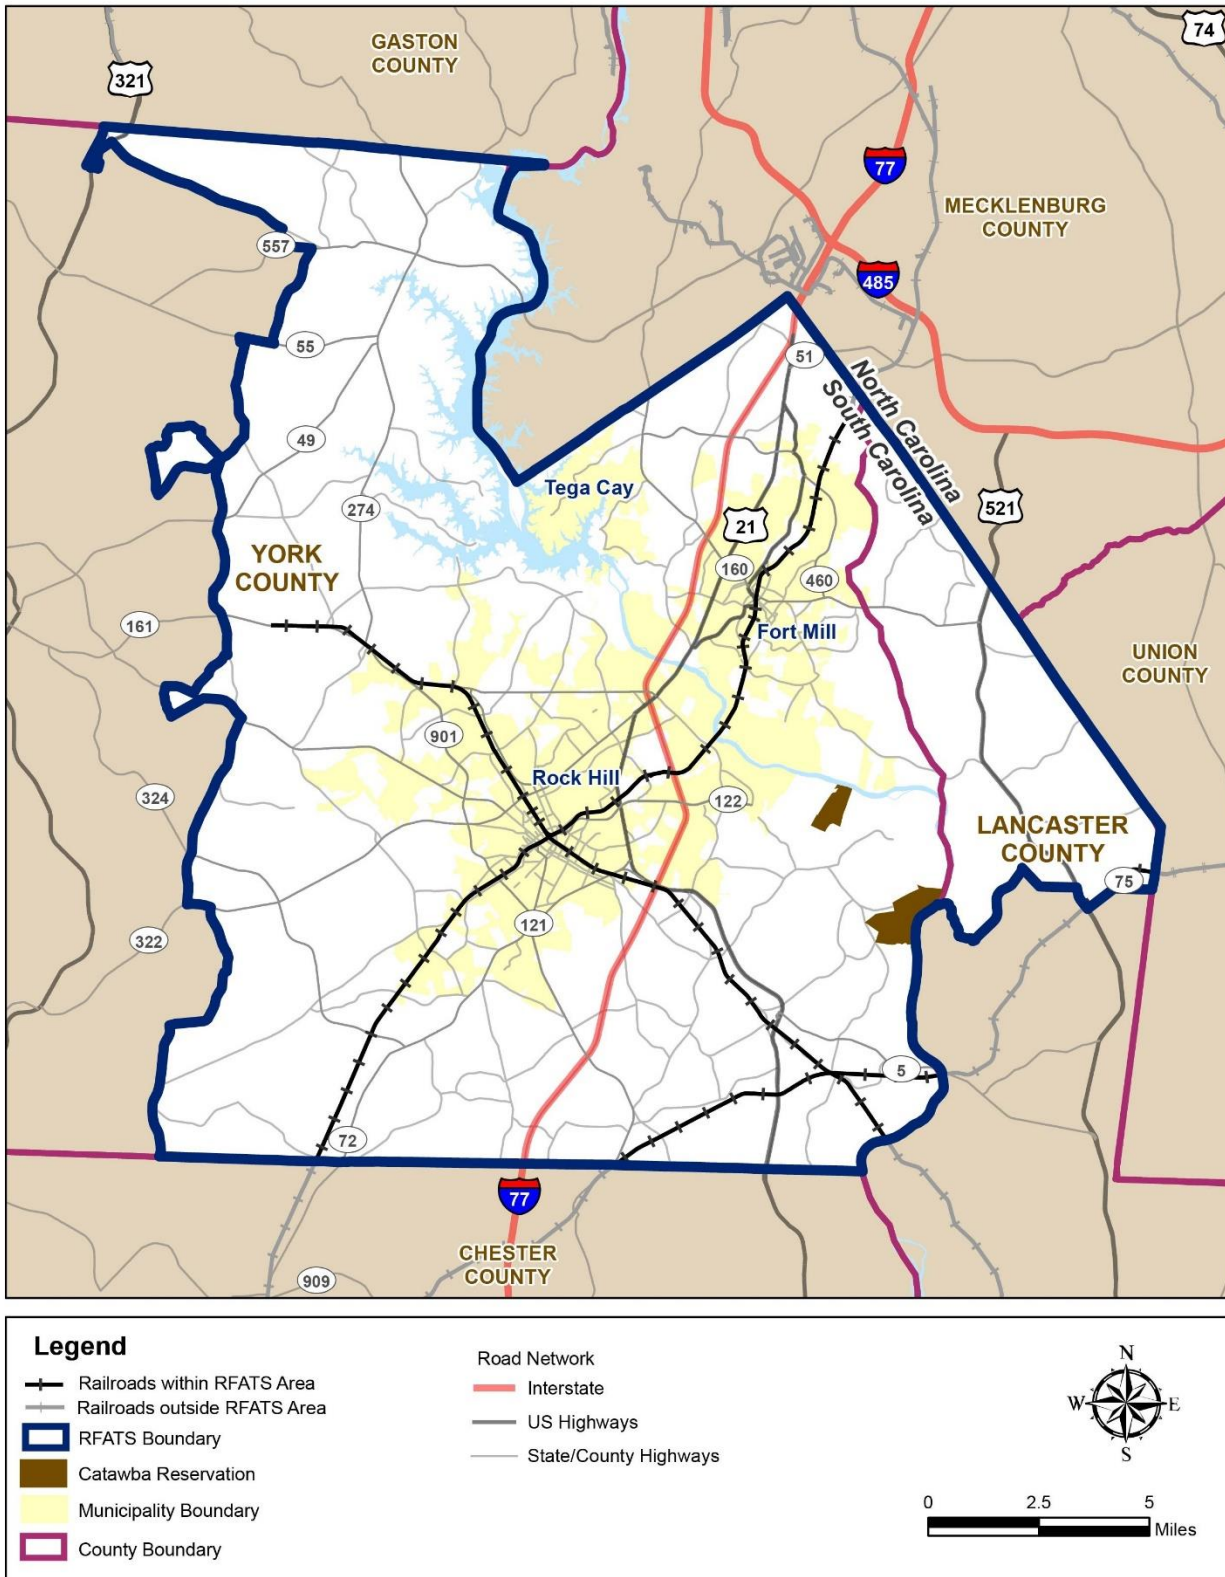 GASTON
COUNTY
74
321
77
MECKLENBURG
COUNTY
557
485
51
55
North Carolina
South Carolina
49
Tega Cay
274
521
21
YORK
COUNTY
160
460
161
Fort Mill
UNION
COUNTY
901
Rock Hill
324
122
LANCASTER
COUNTY
75
121
322
5
72
77
CHESTER
COUNTY
909
Legend
Railroads within RFATS Area
Railroads outside RFATS Area
RFATS Boundary
Catawba Reservation
Municipality Boundary
County Boundary
Road Network
Interstate
US Highways
State/County Highways
N
W E
S
0 2.5 5
Miles